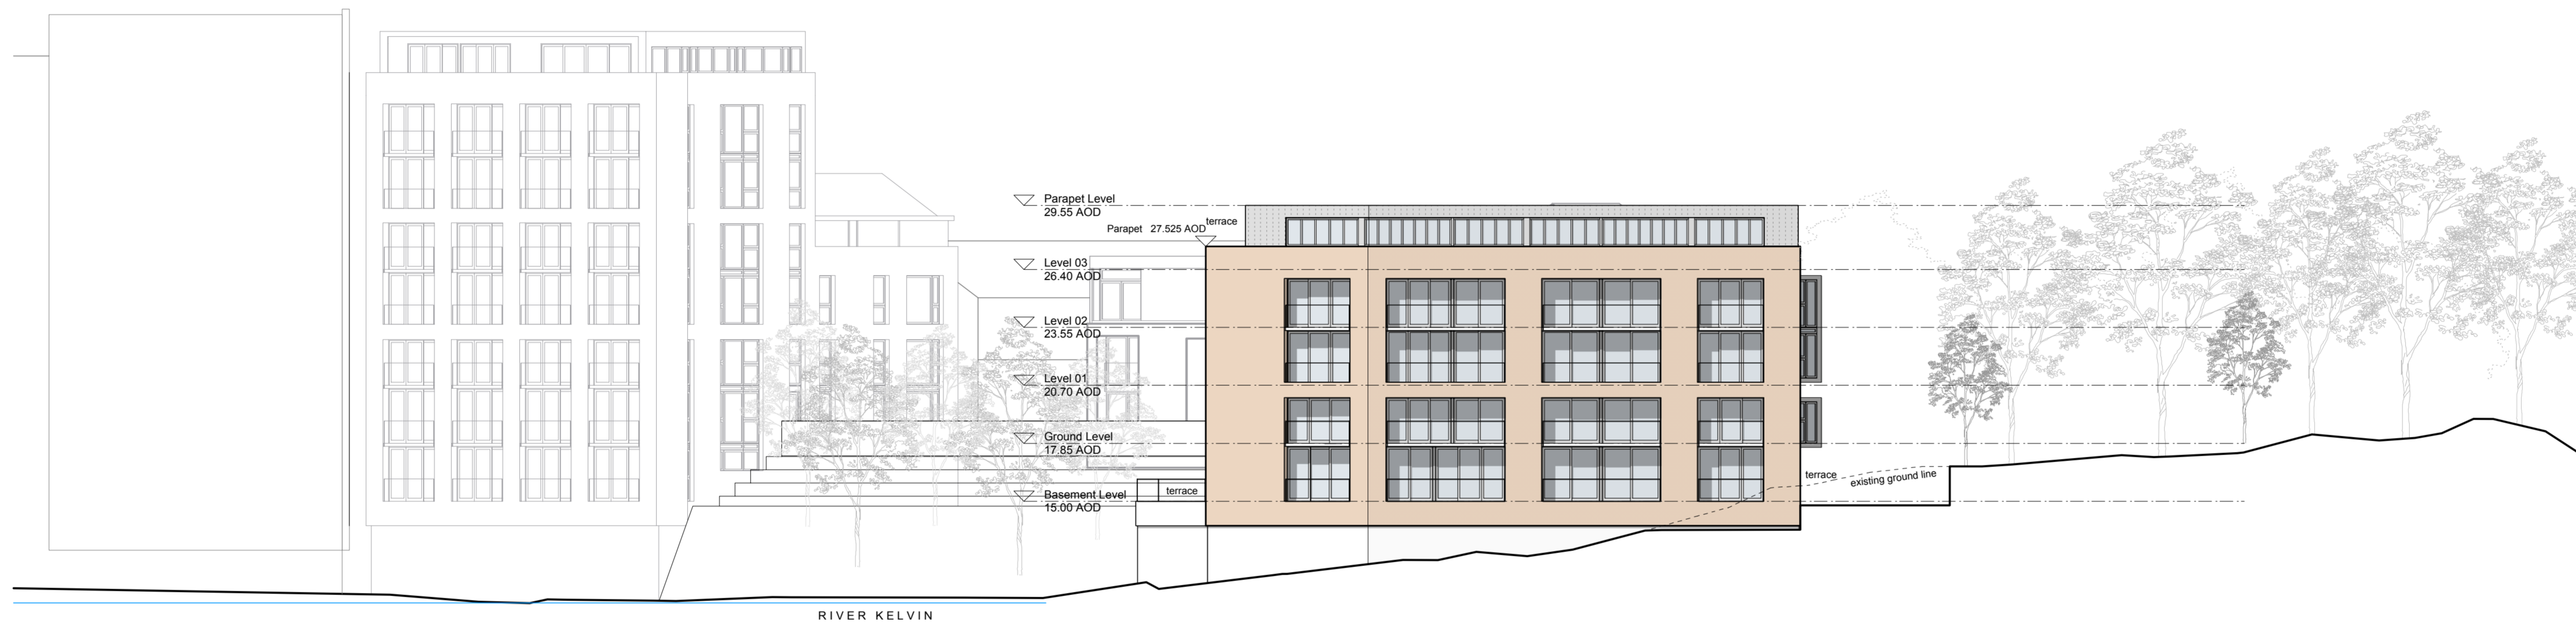 Parapet Level
29.55 AOD
terrace
Parapet 27.525 AOD
Level 03
26.40 AOD
Level 02
23.55 AOD
Level 01
20.70 AOD
Ground Level
17.85 AOD
terrace
existing ground line
Basement Level
terrace
15.00 AOD
RIVER KELVIN